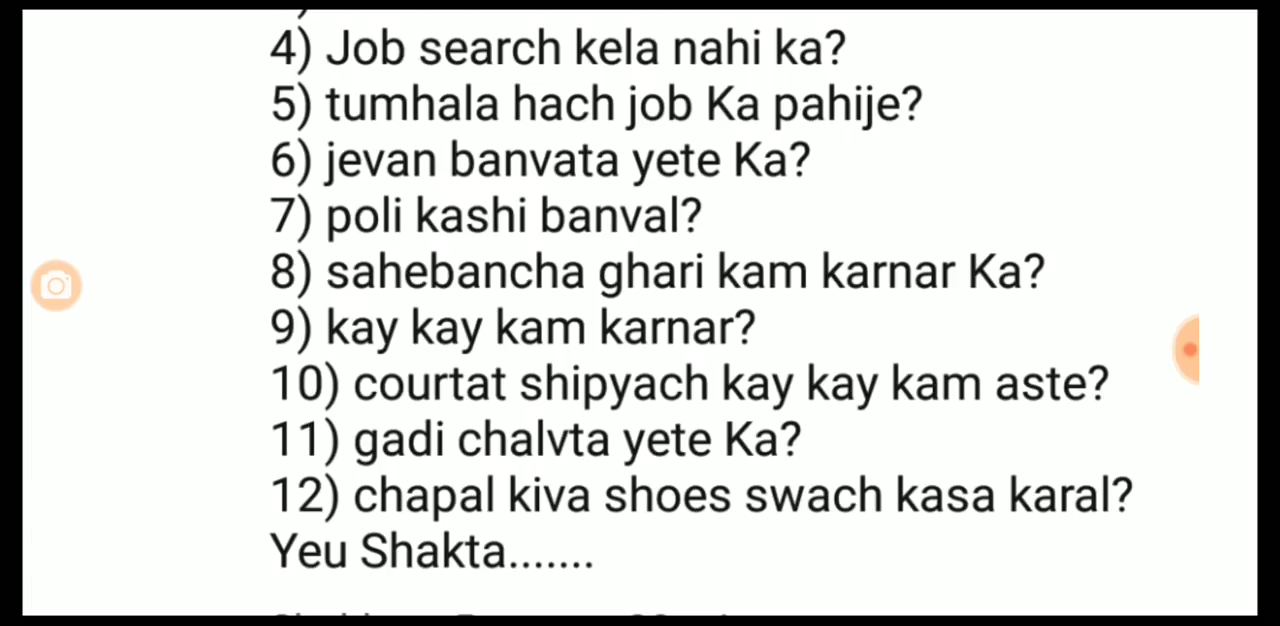 4) Job search kela nahi ka?
5) tumhala hach job Ka pahije?
6) jevan banvata yete Ka?
7) poli kashi banval?
8) sahebancha ghari kam karnar Ka?
9) kay kay kam karnar?
10) courtat shipyach kay kay kam aste?
11) gadi chalvta yete Ka?
12) chapal kiva shoes swach kasa karal?
Yeu Shakta.......